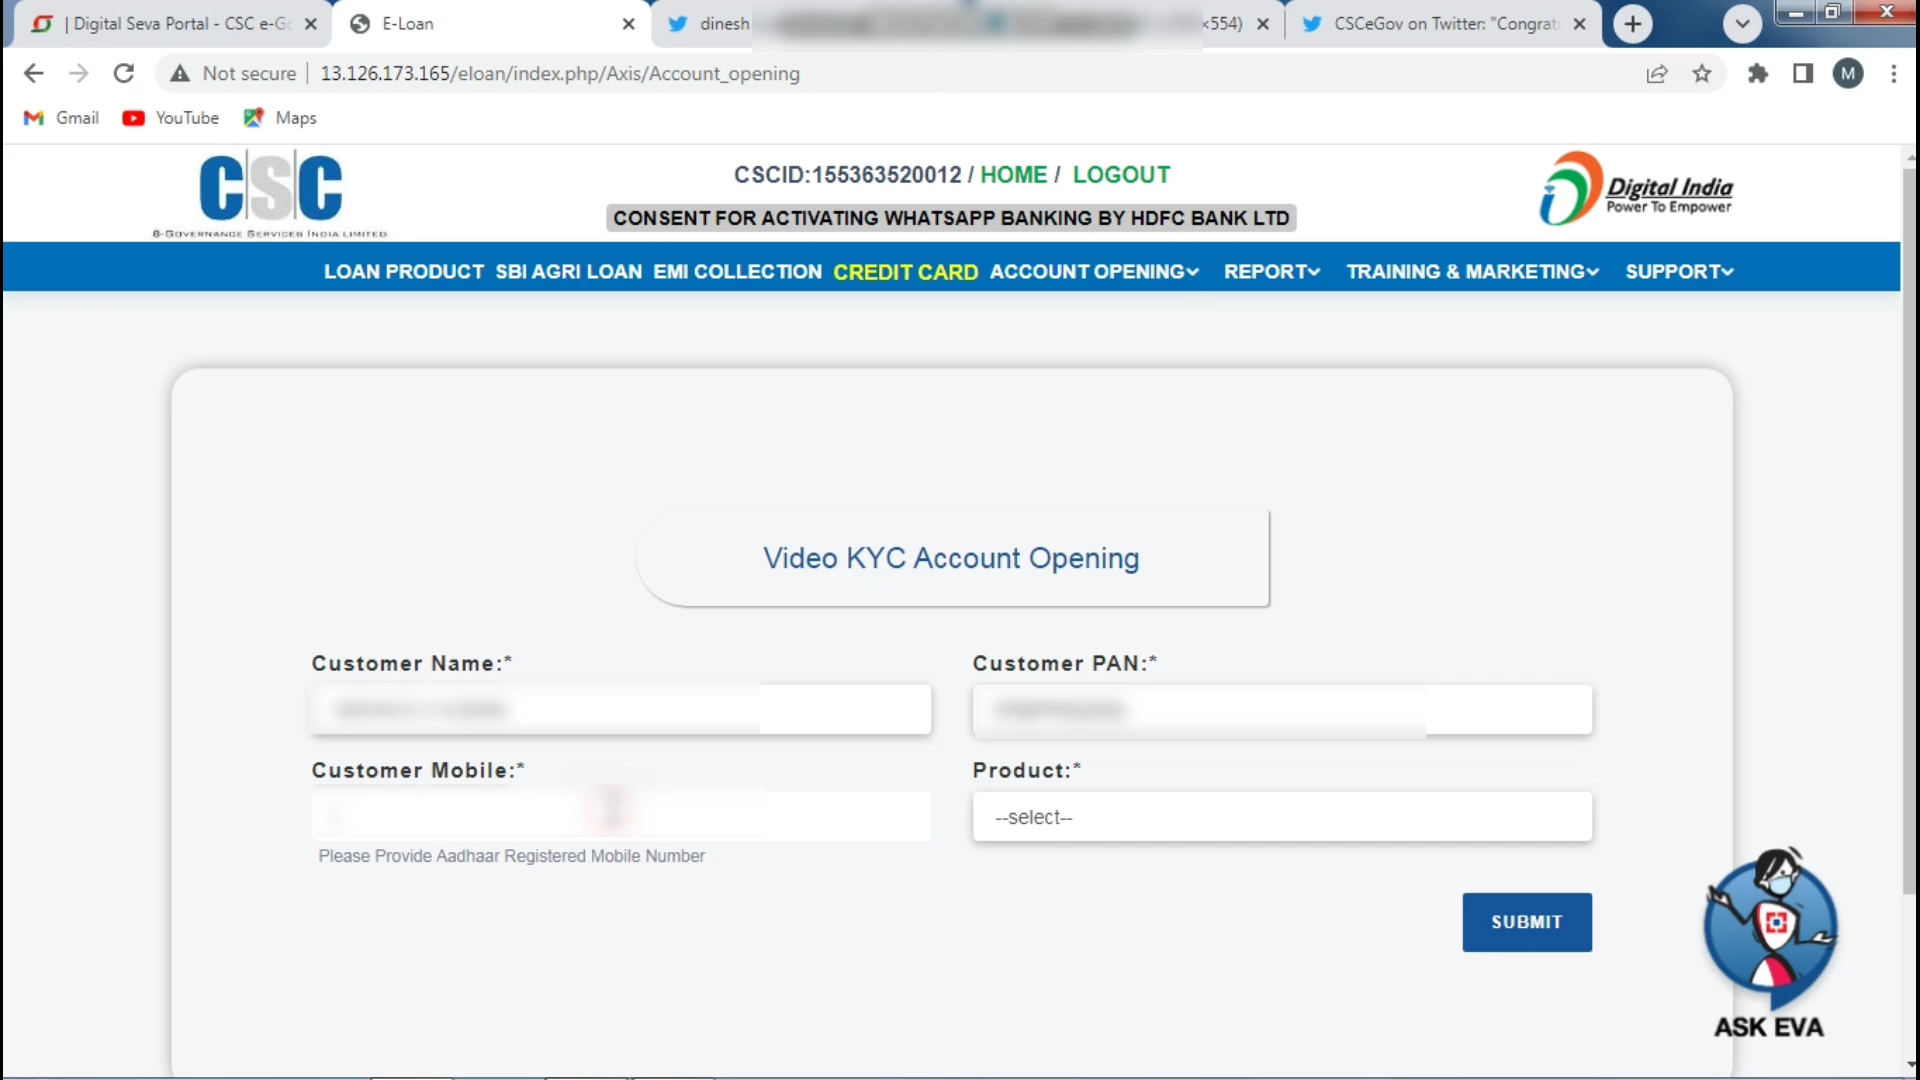 | Digital Seva Portal - CSC e-Go
E-Loan
dinesh
×554)
CSCeGov on Twitter: "Congrat
Not secure
13.126.173.165/eloan/index.php/Axis/Account_opening
M
Gmail
YouTube
Maps
CSC
e-Governance Services India Limited
CSCID:155363520012 / HOME / LOGOUT
CONSENT FOR ACTIVATING WHATSAPP BANKING BY HDFC BANK LTD
Digital India
Power To Empower
LOAN PRODUCT SBI AGRI LOAN EMI COLLECTION CREDIT CARD ACCOUNT OPENING REPORT TRAINING & MARKETING SUPPORT
Video KYC Account Opening
Customer Name:*
Customer PAN:*
Customer Mobile:*
Product:*
--select--
Please Provide Aadhaar Registered Mobile Number
SUBMIT
ASK EVA